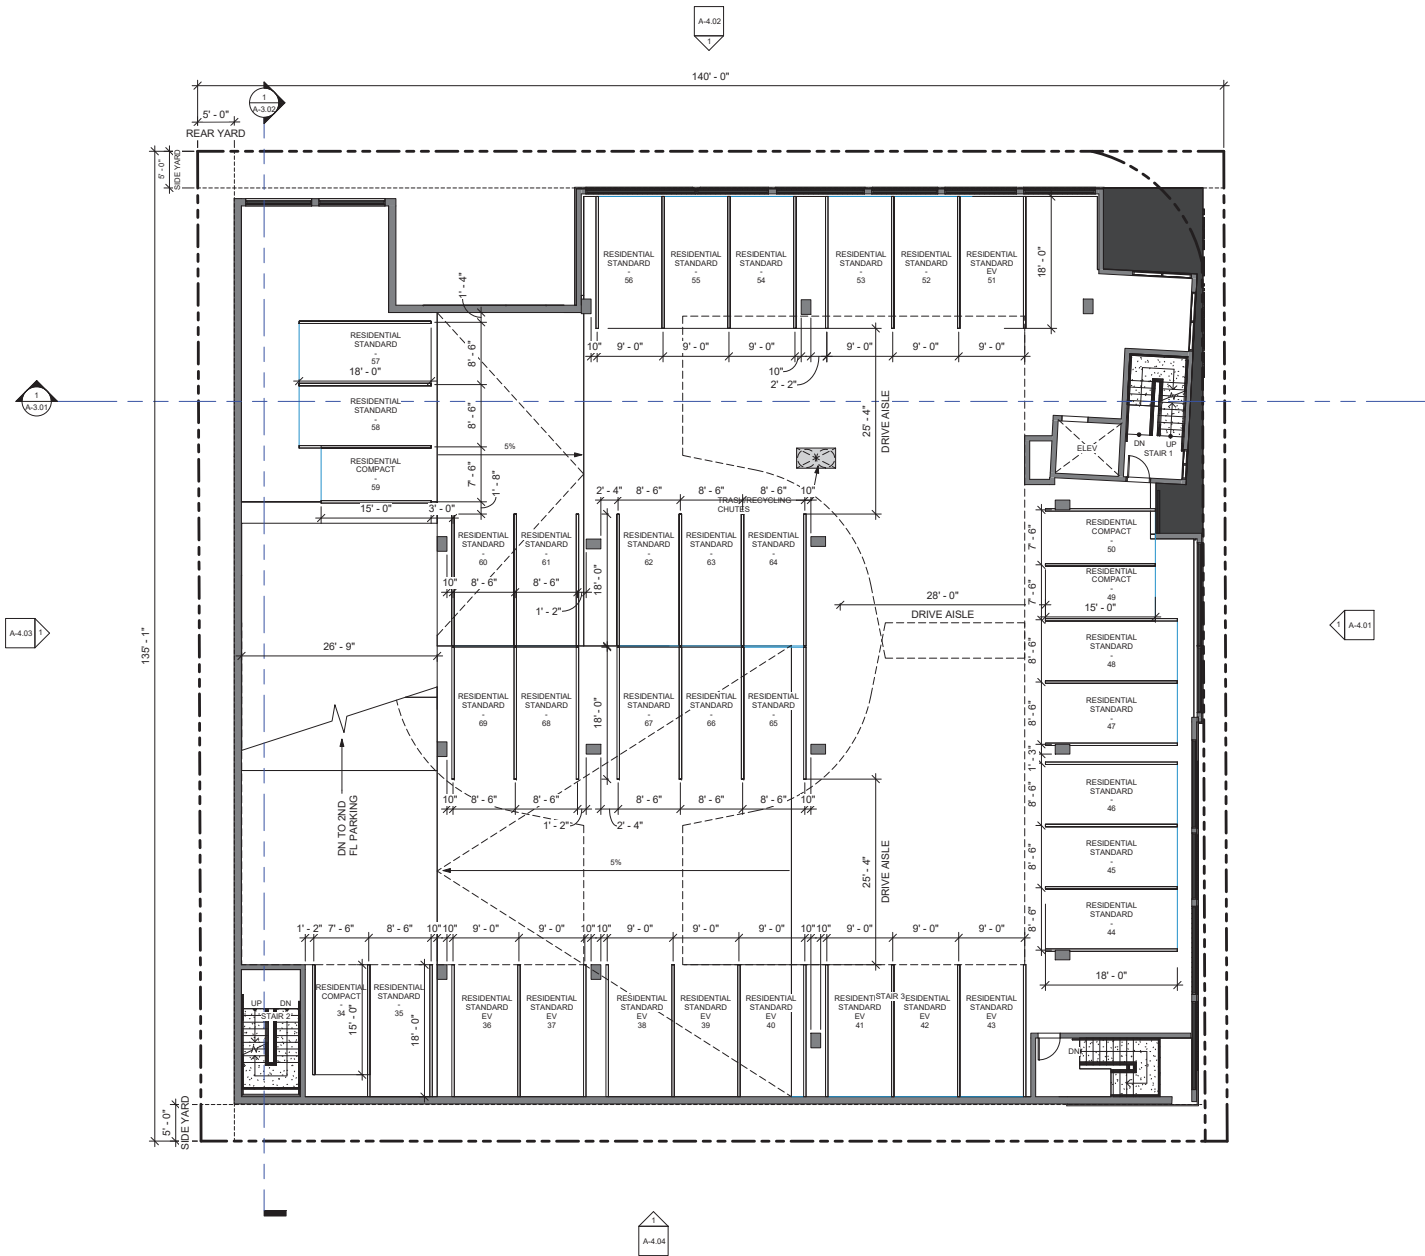 A-4.02
1
140' - 0"
1
A-3.02
5' - 0"
REAR YARD
5' - 0"
SIDE YARD
RESIDENTIAL
STANDARD
-
56
RESIDENTIAL
STANDARD
-
55
RESIDENTIAL
STANDARD
-
54
RESIDENTIAL
STANDARD
-
53
RESIDENTIAL
STANDARD
-
52
RESIDENTIAL
STANDARD
EV
51
18' - 0"
1' - 4"
10"
9' - 0"
9' - 0"
9' - 0"
10"
2' - 2"
9' - 0"
9' - 0"
9' - 0"
RESIDENTIAL
STANDARD
-
57
18' - 0"
8' - 6"
RESIDENTIAL
STANDARD
-
58
8' - 6"
RESIDENTIAL
COMPACT
-
59
7' - 6"
1' - 8"
15' - 0"
3' - 0"
5%
25' - 4"
DRIVE AISLE
1
A-3.01
ELEV
DN
UP
STAIR 1
2' - 4"
8' - 6"
8' - 6"
8' - 6"
10"
TRASH/RECYCLING
CHUTES
RESIDENTIAL
STANDARD
-
60
RESIDENTIAL
STANDARD
-
61
RESIDENTIAL
STANDARD
-
62
RESIDENTIAL
STANDARD
-
63
RESIDENTIAL
STANDARD
-
64
10"
8' - 6"
8' - 6"
1' - 2"
18' - 0"
28' - 0"
DRIVE AISLE
RESIDENTIAL
COMPACT
-
50
7' - 6"
RESIDENTIAL
COMPACT
-
49
7' - 6"
15' - 0"
A-4.03
1
135' - 1"
1
A-4.01
26' - 9"
RESIDENTIAL
STANDARD
-
48
8' - 6"
RESIDENTIAL
STANDARD
-
69
RESIDENTIAL
STANDARD
-
68
RESIDENTIAL
STANDARD
-
67
RESIDENTIAL
STANDARD
-
66
RESIDENTIAL
STANDARD
-
65
18' - 0"
RESIDENTIAL
STANDARD
-
47
8' - 6"
1' - 3"
DN TO 2ND
FL PARKING
10"
8' - 6"
8' - 6"
1' - 2"
2' - 4"
8' - 6"
8' - 6"
8' - 6"
10"
RESIDENTIAL
STANDARD
-
46
8' - 6"
5%
25' - 4"
DRIVE AISLE
RESIDENTIAL
STANDARD
-
45
8' - 6"
RESIDENTIAL
STANDARD
-
44
8' - 6"
18' - 0"
1' - 2"
7' - 6"
8' - 6"
10"
10"
9' - 0"
9' - 0"
10"
10"
9' - 0"
9' - 0"
9' - 0"
10"
10"
9' - 0"
9' - 0"
9' - 0"
UP
DN
STAIR 2
RESIDENTIAL
COMPACT
-
34
15' - 0"
RESIDENTIAL
STANDARD
-
35
18' - 0"
RESIDENTIAL
STANDARD
EV
36
RESIDENTIAL
STANDARD
EV
37
RESIDENTIAL
STANDARD
EV
38
RESIDENTIAL
STANDARD
EV
39
RESIDENTIAL
STANDARD
EV
40
STANDARD
EV
41
STAIR 3
RESIDENTIAL
STANDARD
EV
42
RESIDENTIAL
STANDARD
EV
43
DN
5' - 0"
SIDE YARD
1
A-4.04